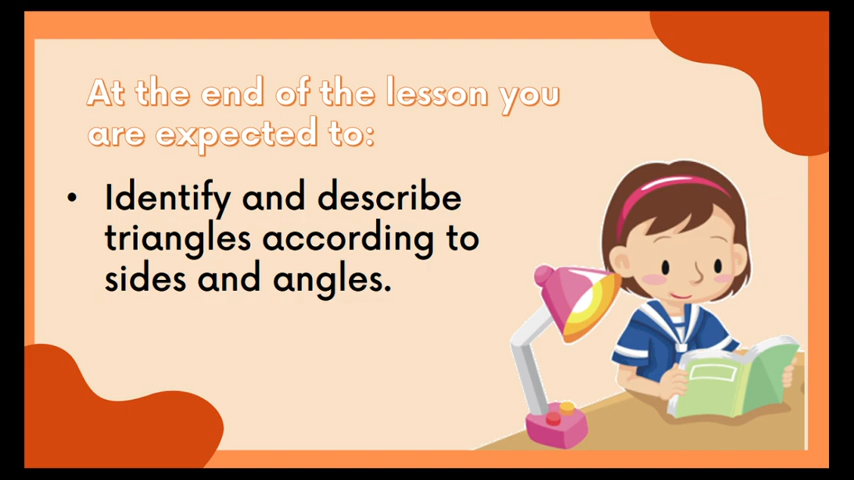 At the end of the lesson you
are expected to:
• Identify and describe
triangles according to
sides and angles.